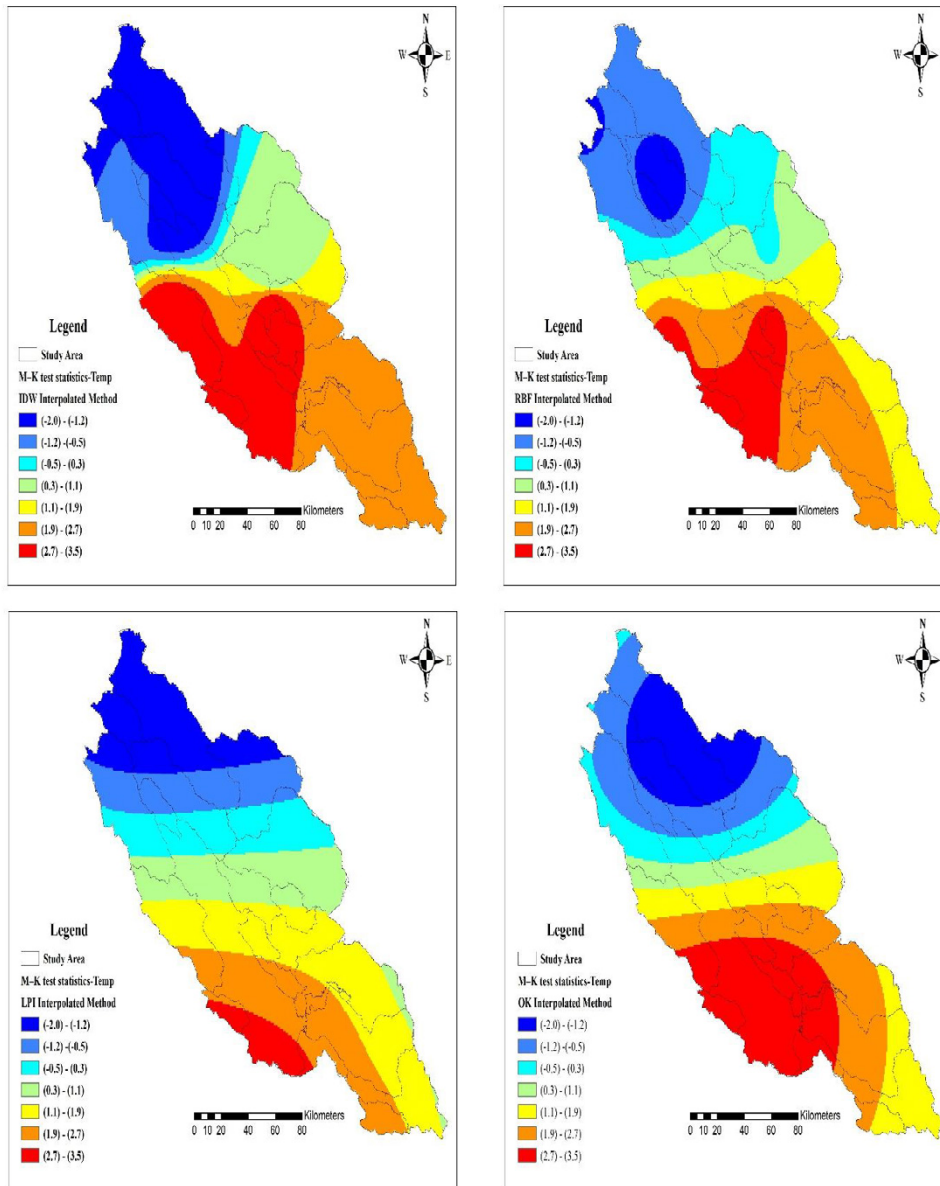 N
W E
S
Legend
Study Area
M–K test statistics-Temp
IDW Interpolated Method
(-2.0) - (-1.2)
(-1.2) -(-0.5)
(-0.5) - (0.3)
(0.3) - (1.1)
(1.1) - (1.9)
(1.9) - (2.7)
(2.7) - (3.5)
Kilometers
0 10 20 40 60 80
N
W E
S
Legend
Study Area
M–K test statistics-Temp
RBF Interpolated Method
(-2.0) - (-1.2)
(-1.2) -(-0.5)
(-0.5) - (0.3)
(0.3) - (1.1)
(1.1) - (1.9)
(1.9) - (2.7)
(2.7) - (3.5)
Kilometers
0 10 20 40 60 80
N
W E
S
Legend
Study Area
M–K test statistics-Temp
LPI Interpolated Method
(-2.0) - (-1.2)
(-1.2) -(-0.5)
(-0.5) - (0.3)
(0.3) - (1.1)
(1.1) - (1.9)
(1.9) - (2.7)
(2.7) - (3.5)
Kilometers
0 10 20 40 60 80
N
W E
S
Legend
Study Area
M–K test statistics-Temp
OK Interpolated Method
(-2.0) - (-1.2)
(-1.2) -(-0.5)
(-0.5) - (0.3)
(0.3) - (1.1)
(1.1) - (1.9)
(1.9) - (2.7)
(2.7) - (3.5)
Kilometers
0 10 20 40 60 80